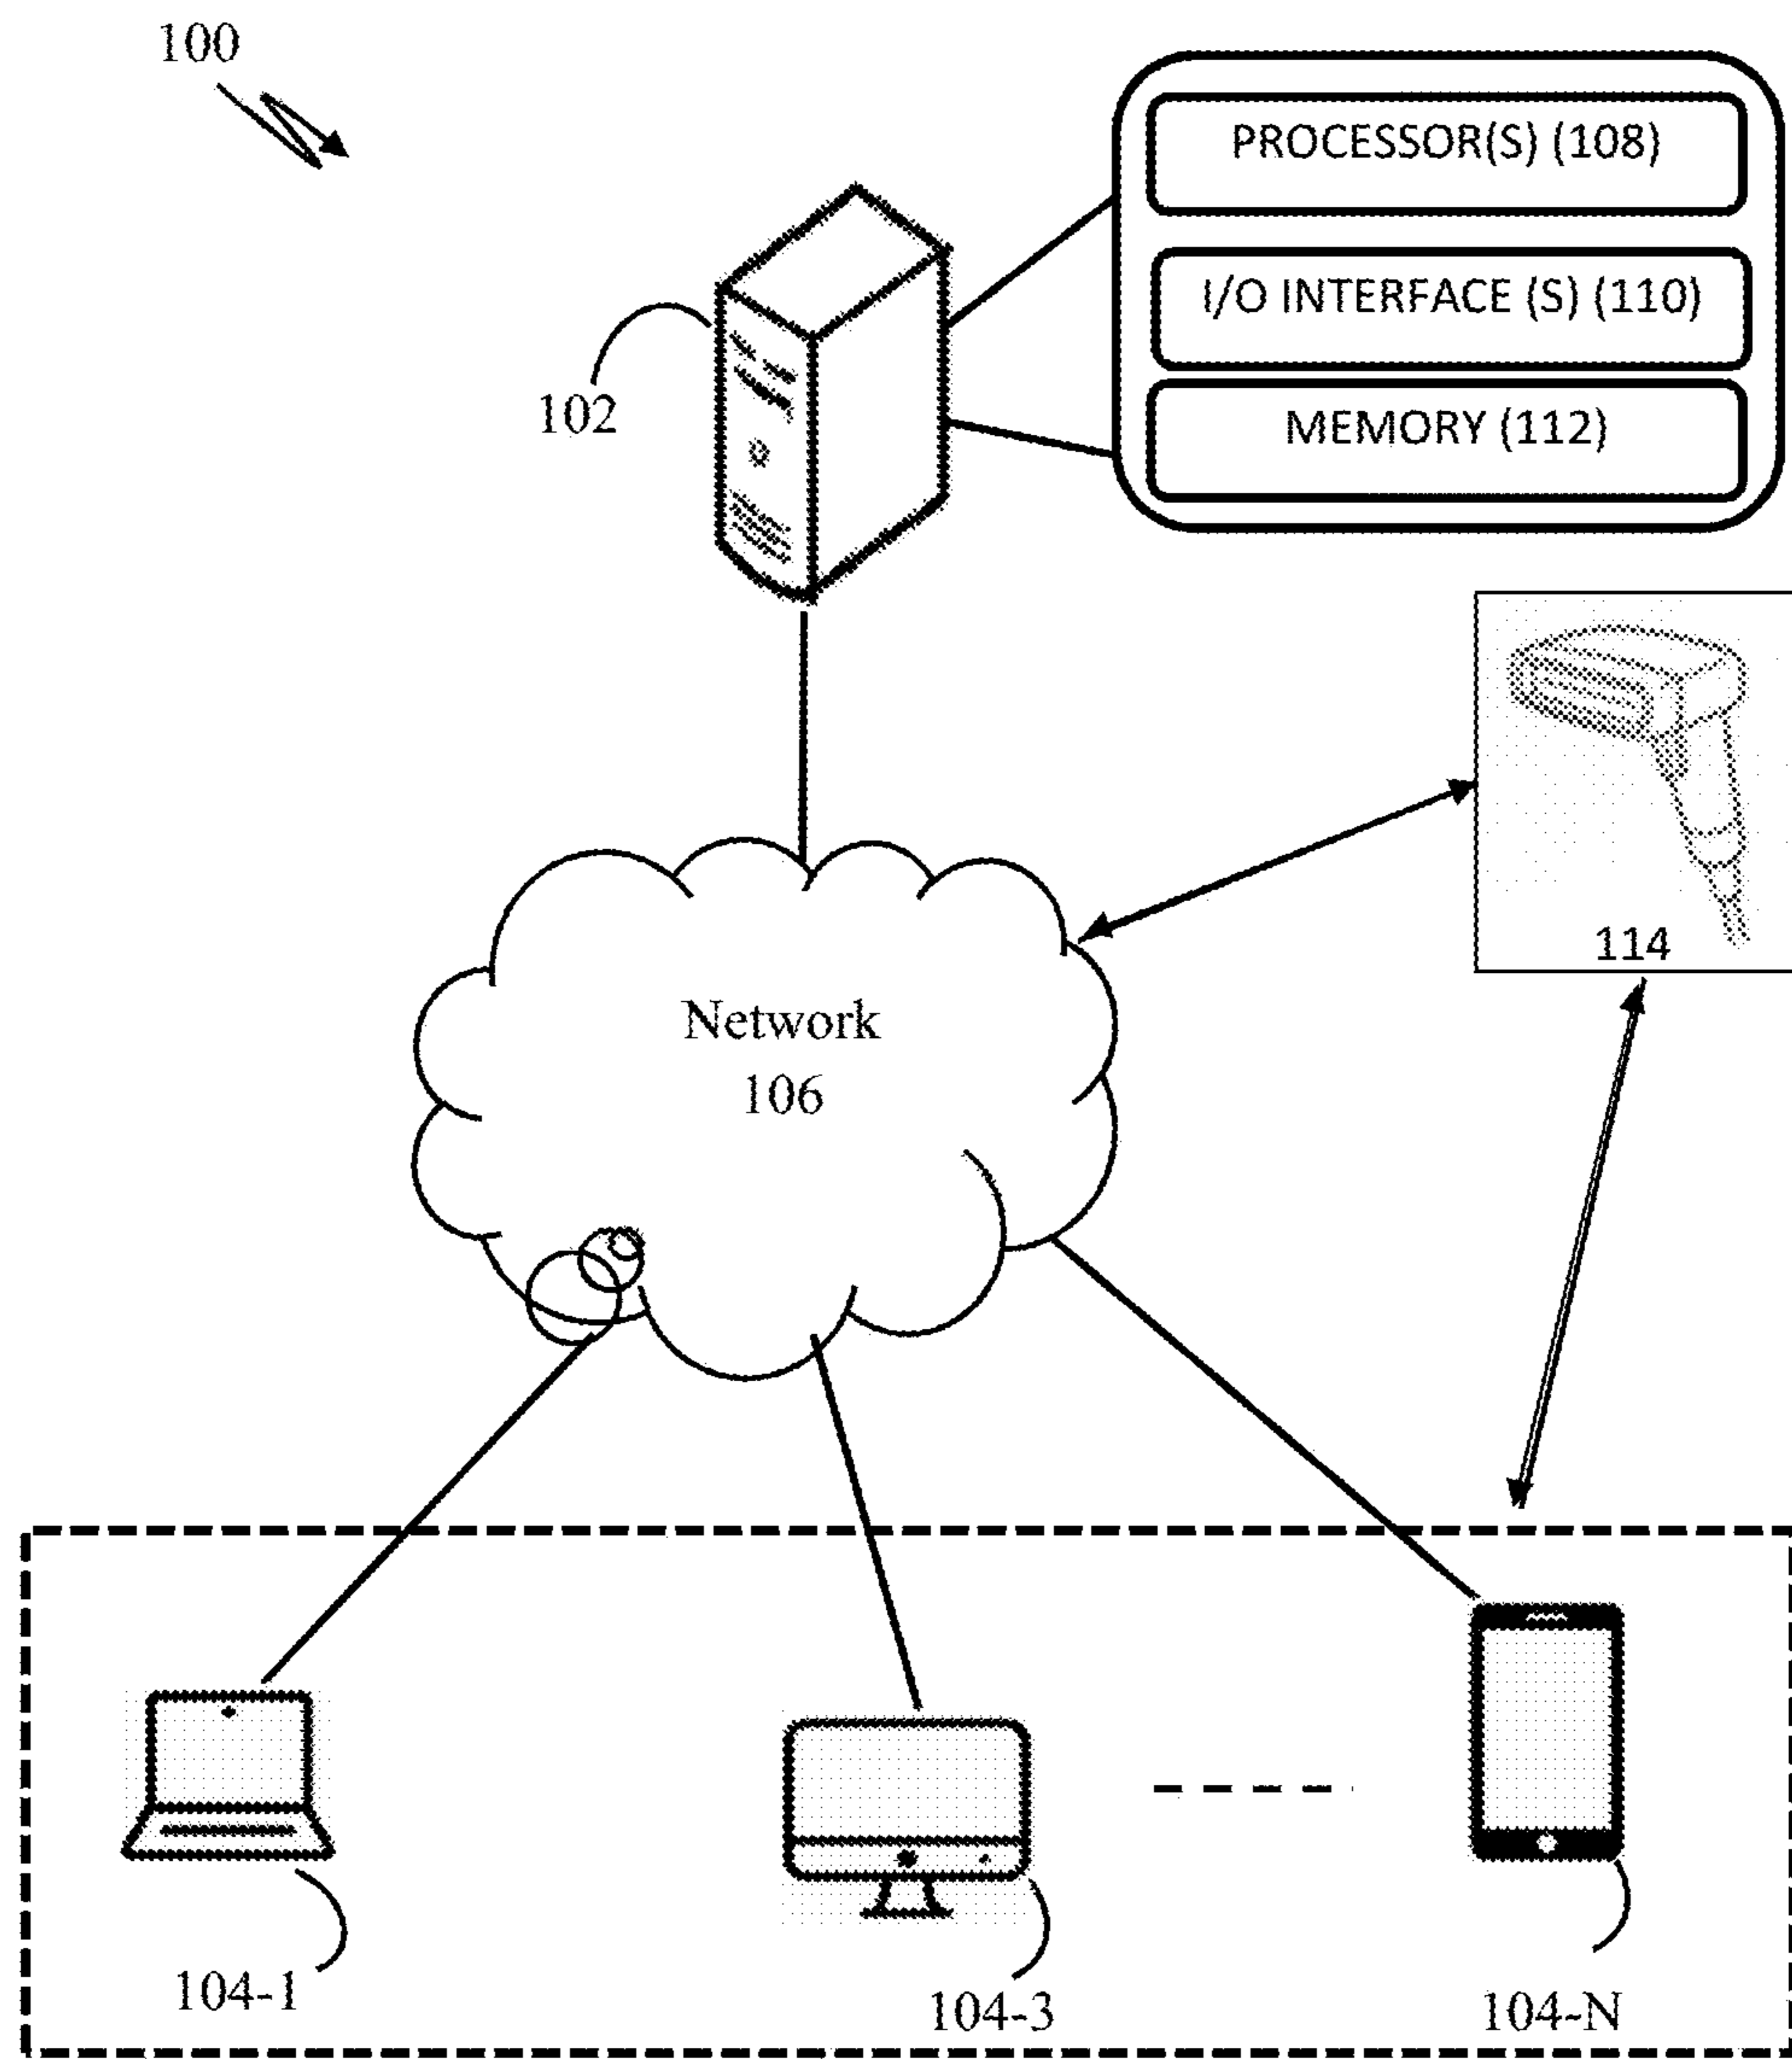 100
PROCESSOR(S) (108)
I/O INTERFACE (S) (110)
MEMORY (112)
102
114
Network
106
104-1
104-3
104-N